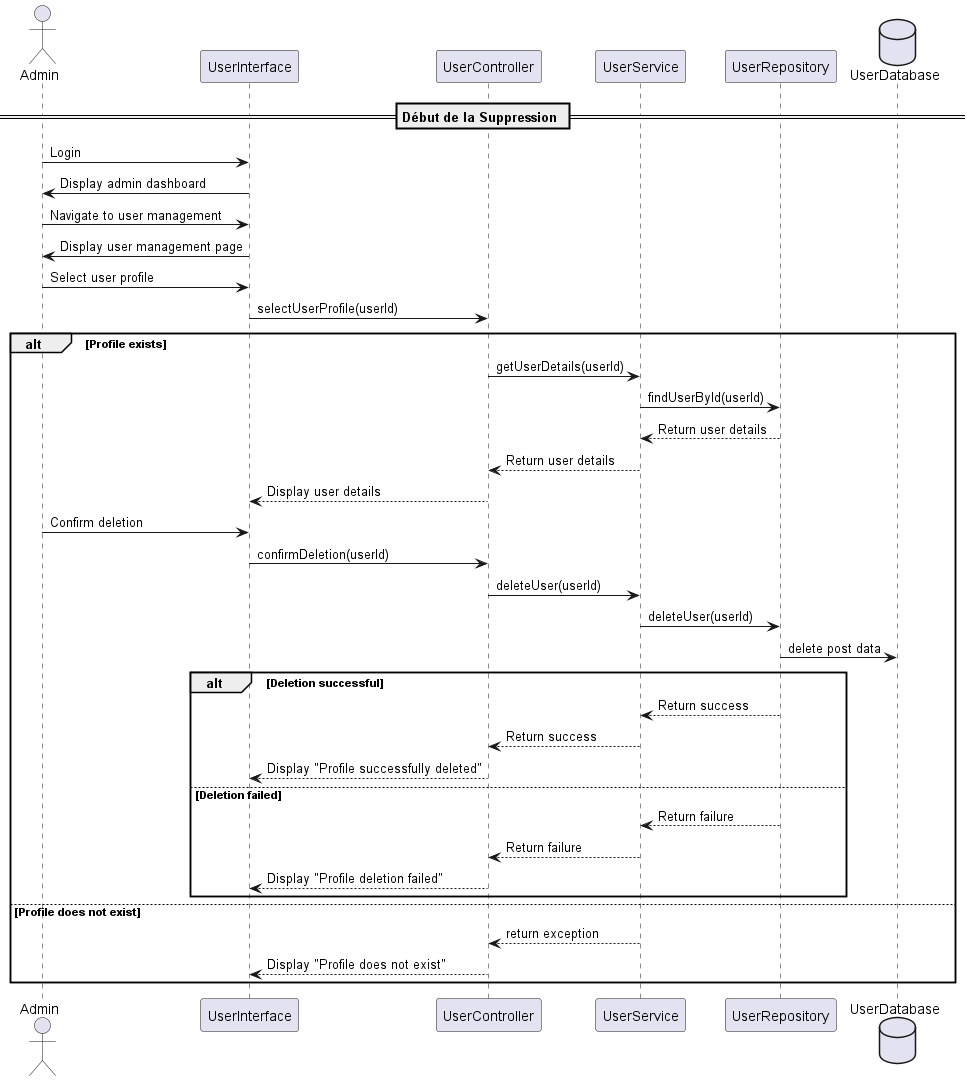 Admin
UserInterface
UserController
UserService
UserRepository
UserDatabase
Début de la Suppression
Login
Display admin dashboard
Navigate to user management
Display user management page
Select user profile
selectUserProfile(userId)
alt
[Profile exists]
getUserDetails(userId)
findUserById(userId)
Return user details
Return user details
Display user details
Confirm deletion
confirmDeletion(userId)
deleteUser(userId)
deleteUser(userId)
delete post data
alt
[Deletion successful]
Return success
Return success
Display "Profile successfully deleted"
[Deletion failed]
Return failure
Return failure
Display "Profile deletion failed"
[Profile does not exist]
return exception
Display "Profile does not exist"
Admin
UserInterface
UserController
UserService
UserRepository
UserDatabase